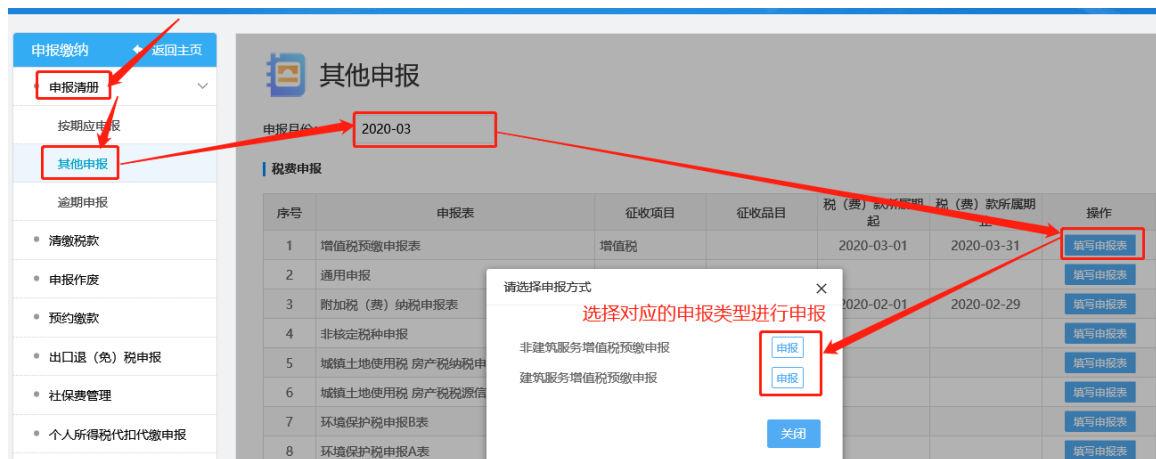 申报缴纳 返回主页
申报清册
按期应申报
其他申报
逾期申报
清缴税款
申报作废
预约缴款
出口退（免）税申报
社保费管理
个人所得税代扣代缴申报
其他申报
申报月份: 2020-03
税费申报
序号 申报表 征收项目 征收品目 税（费）款所属期起 税（费）款所属期止 操作
1 增值税预缴申报表 增值税 2020-03-01 2020-03-31 填写申报表
2 通用申报 填写申报表
3 附加税（费）纳税申报表 2020-02-01 2020-02-29 填写申报表
4 非核定税种申报 填写申报表
5 城镇土地使用税 房产税纳税申 填写申报表
6 城镇土地使用税 房产税税源信 填写申报表
7 环境保护税申报B表 填写申报表
8 环境保护税申报A表 填写申报表
请选择申报方式
选择对应的申报类型进行申报
非建筑服务增值税预缴申报 申报
建筑服务增值税预缴申报 申报
关闭